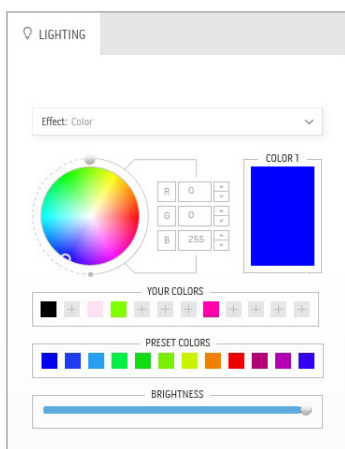 LIGHTING
Effect: Color
COLOR 1
R 0
G 0
B 255
YOUR COLORS
PRESET COLORS
BRIGHTNESS